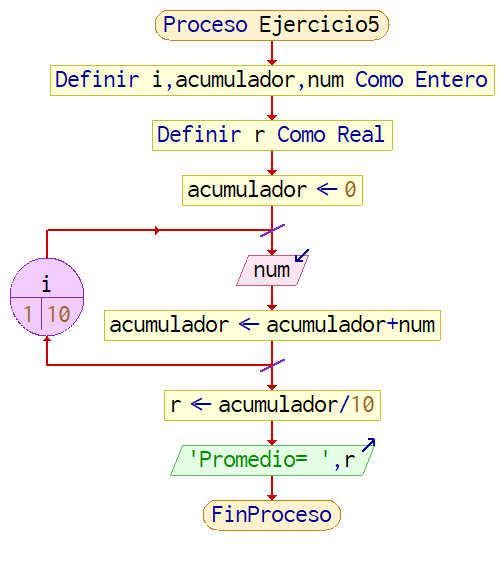 Proceso Ejercicio5
Definir i,acumulador,num Como Entero
Definir r Como Real
acumulador ← 0
num
i
1 10
acumulador ← acumulador+num
r ← acumulador/10
'Promedio= ',r
FinProceso